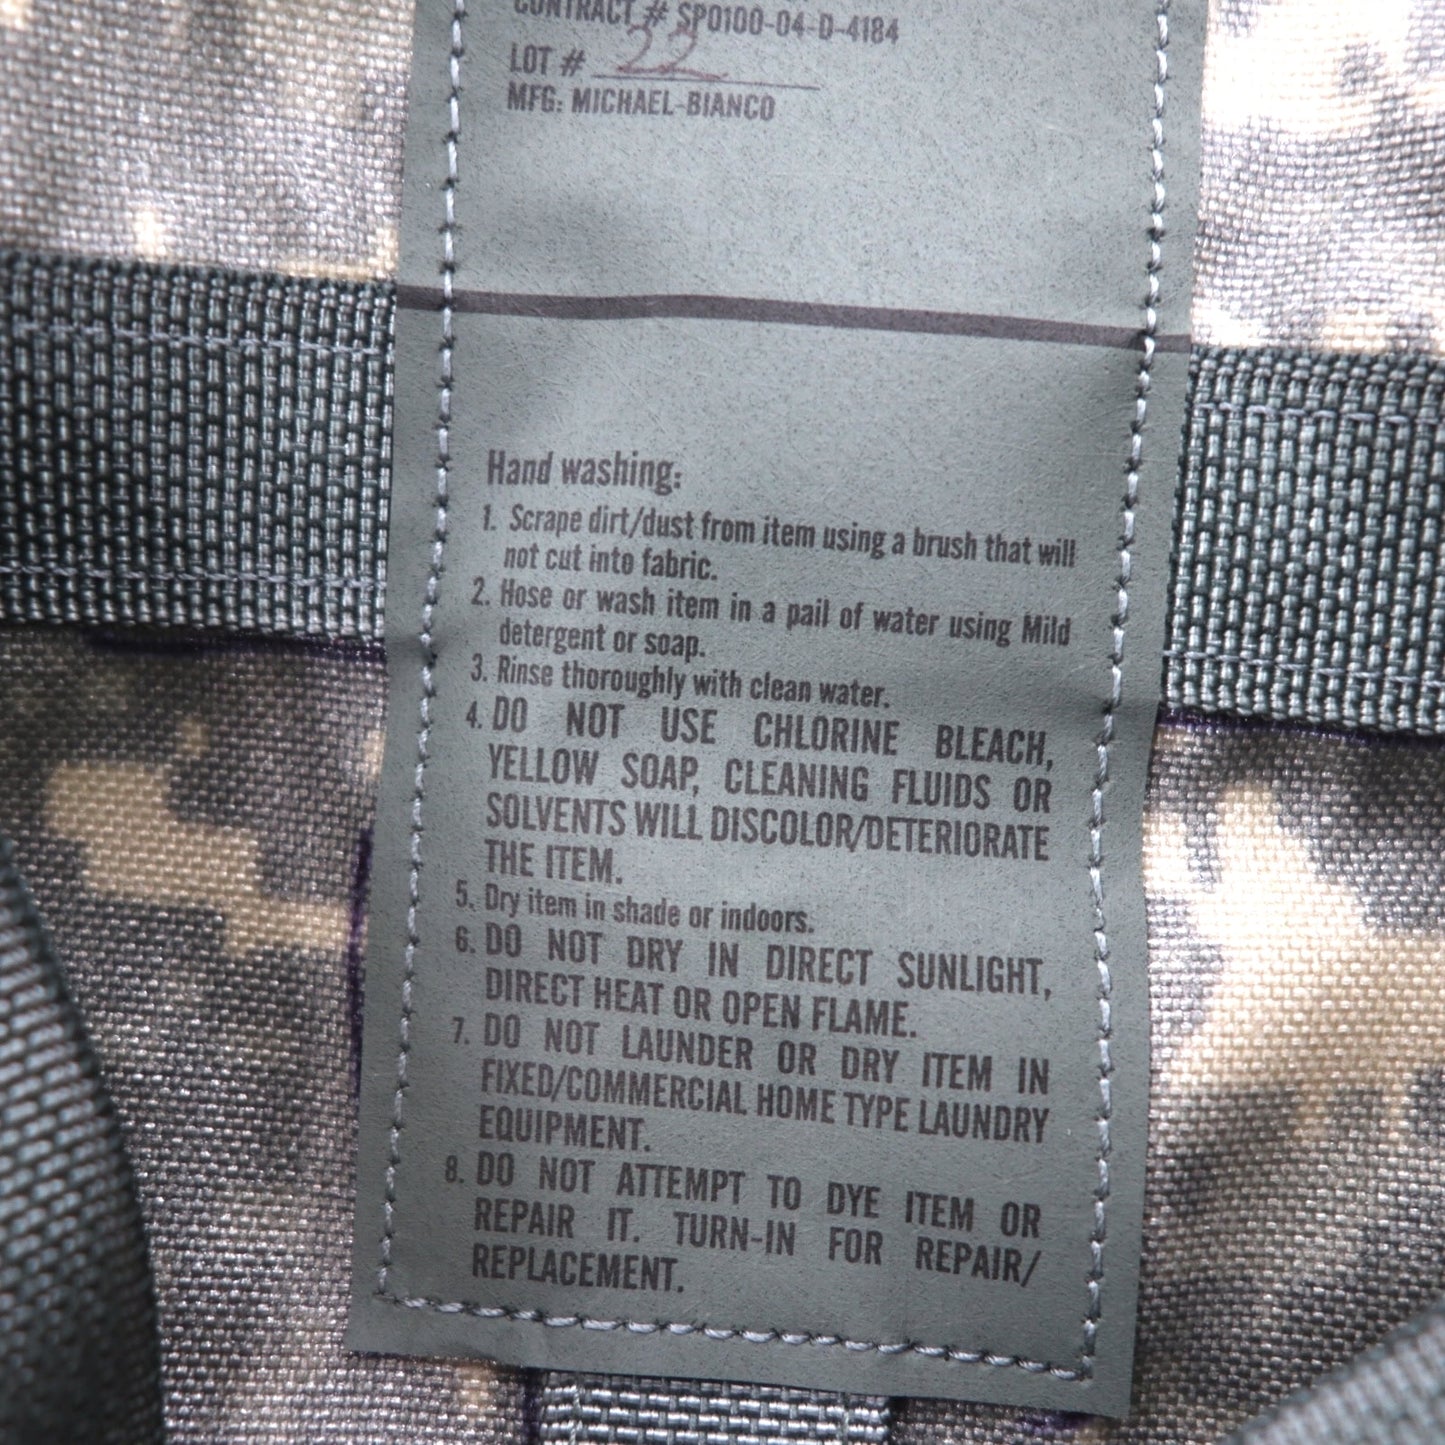 CONTRACT # SPO100-04-D-4184
LOT # 22
MFG: MICHAEL-BIANCO
Hand washing:
1. Scrape dirt/dust from item using a brush that will
not cut into fabric.
2. Hose or wash item in a pail of water using Mild
detergent or soap.
3. Rinse thoroughly with clean water.
4. DO NOT USE CHLORINE BLEACH,
YELLOW SOAP, CLEANING FLUIDS OR
SOLVENTS WILL DISCOLOR/DETERIORATE
THE ITEM.
5. Dry item in shade or indoors.
6. DO NOT DRY IN DIRECT SUNLIGHT,
DIRECT HEAT OR OPEN FLAME.
7. DO NOT LAUNDER OR DRY ITEM IN
FIXED/COMMERCIAL HOME TYPE LAUNDRY
EQUIPMENT.
8. DO NOT ATTEMPT TO DYE ITEM OR
REPAIR IT. TURN-IN FOR REPAIR/
REPLACEMENT.